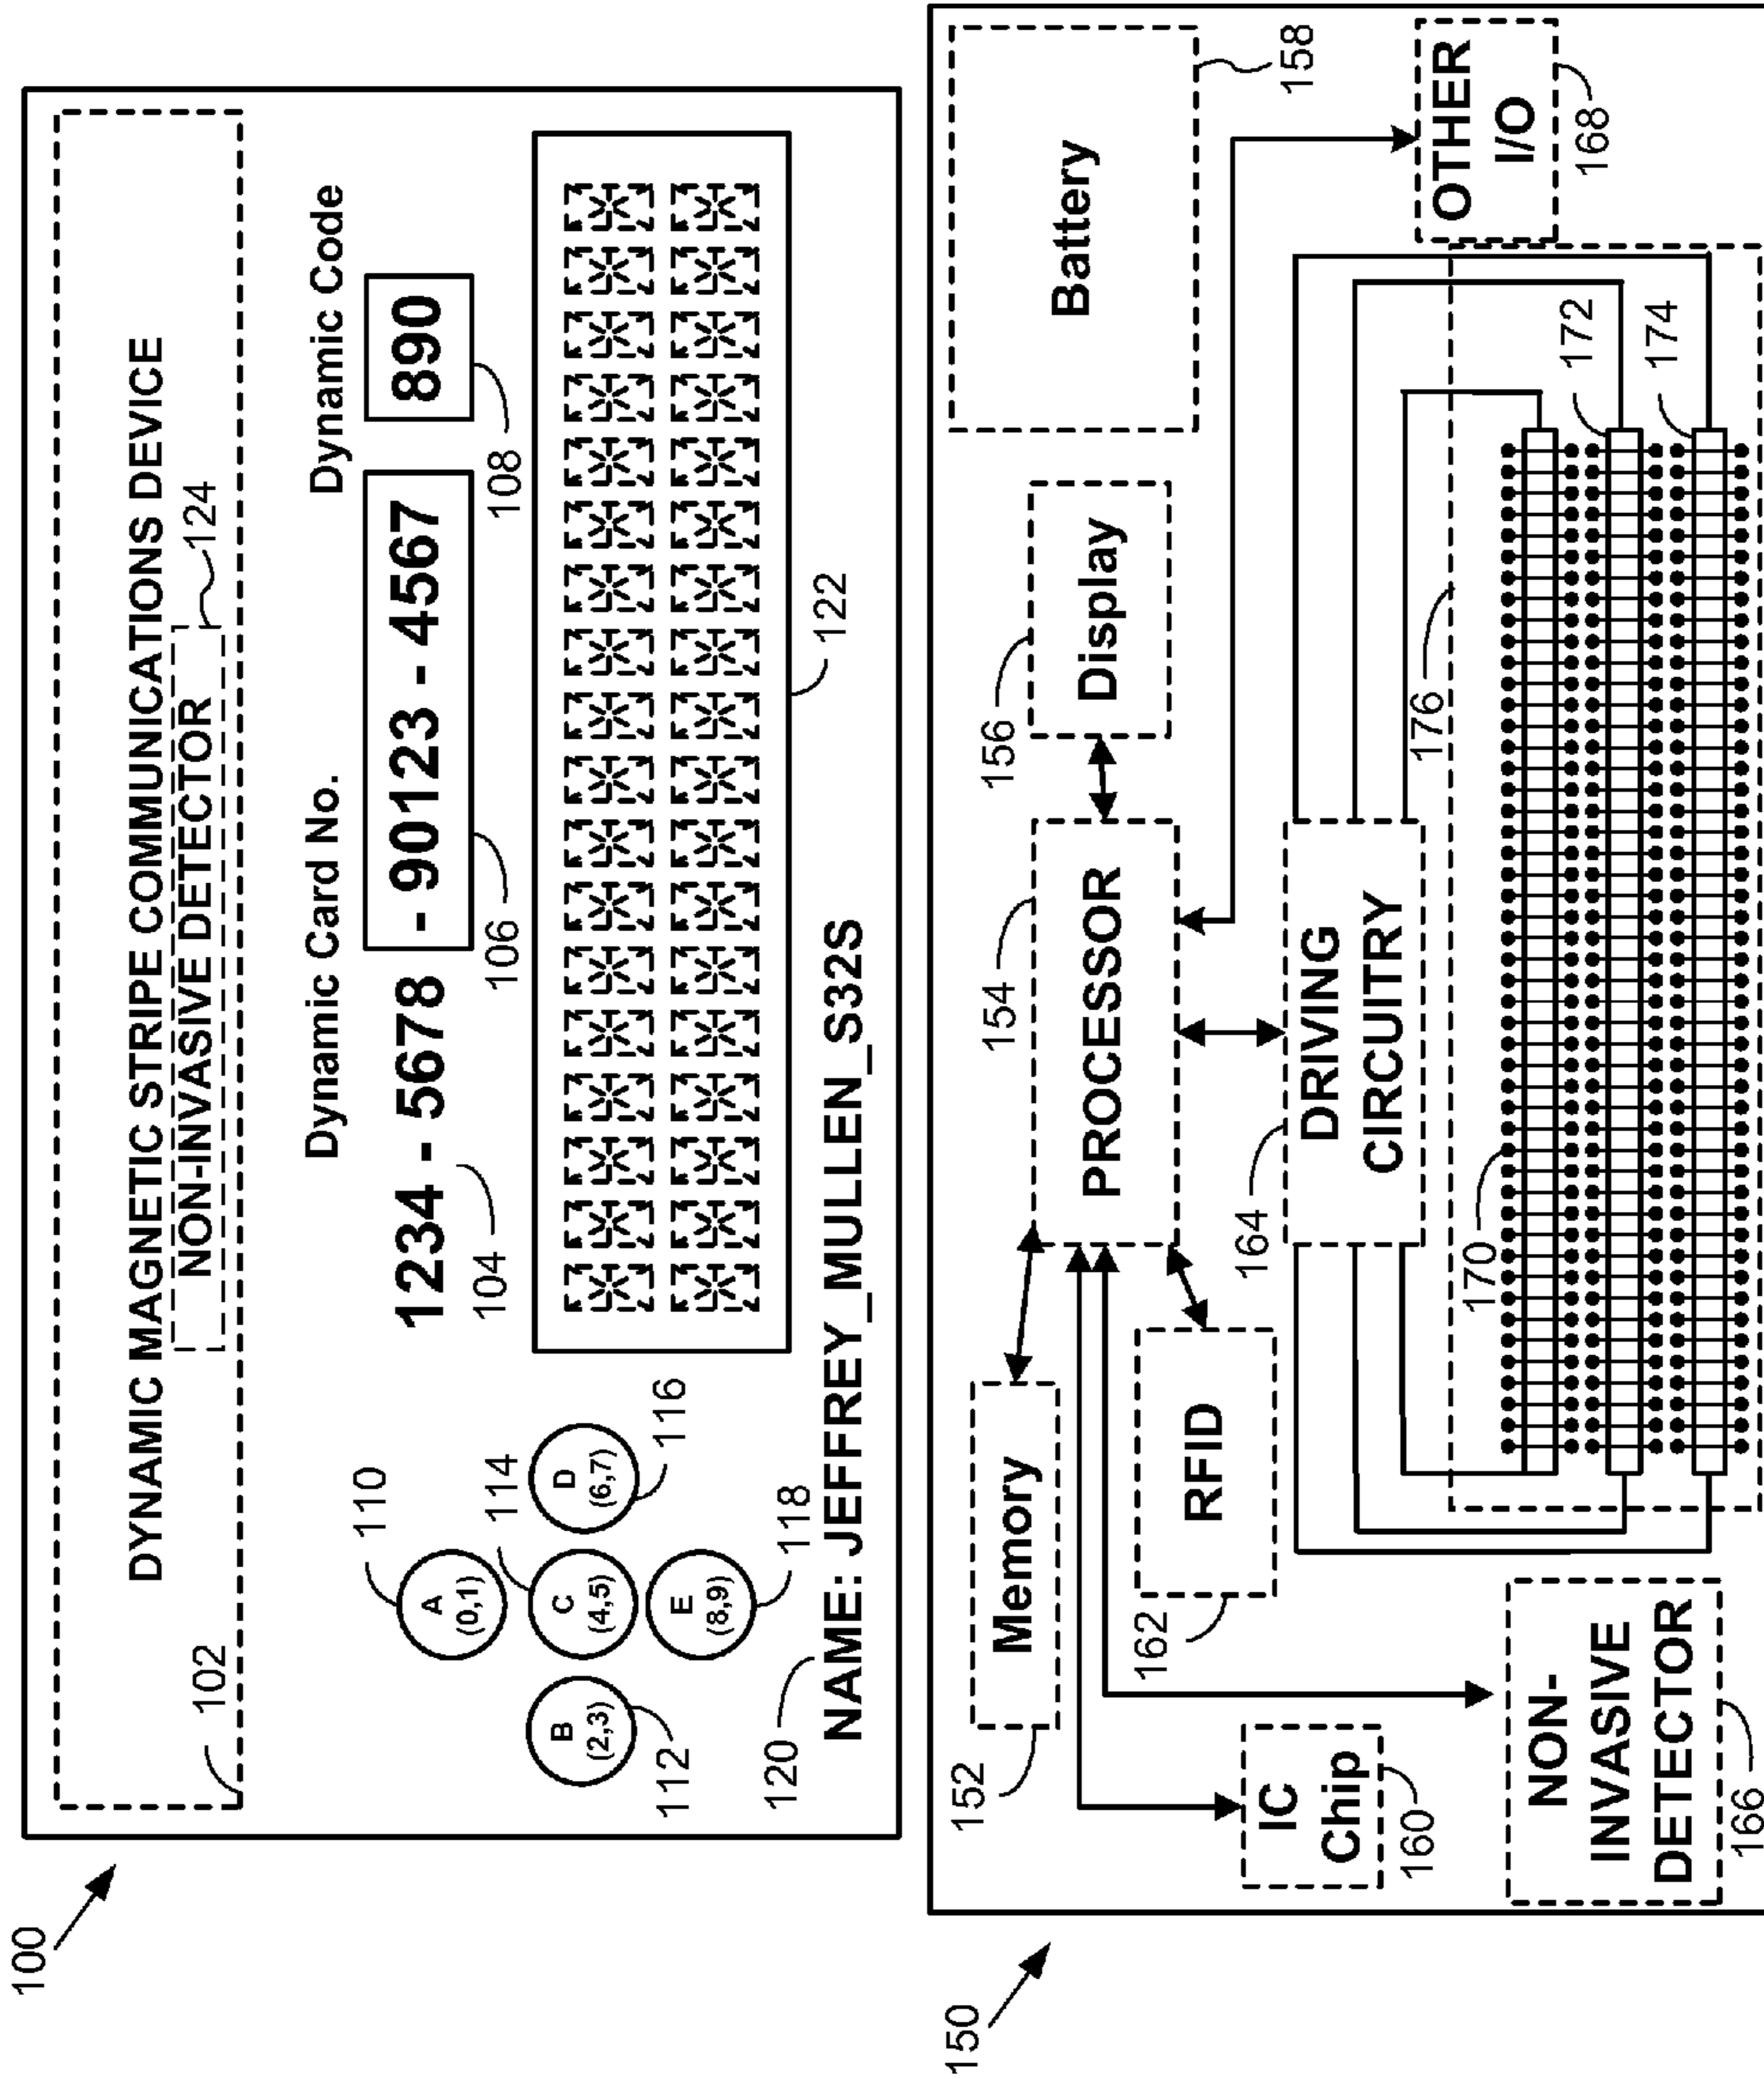 100
102
DYNAMIC MAGNETIC STRIPE COMMUNICATIONS DEVICE
NON-INVASIVE DETECTOR
124
Dynamic Card No.
Dynamic Code
1234 - 5678 - 90123 - 4567
890
104
106
108
110
A
(0,1)
B
(2,3)
112
114
C
(4,5)
D
(6,7)
116
E
(8,9)
118
122
120
NAME: JEFFREY_MULLEN_S32S
150
152
Memory
154
PROCESSOR
156
Display
Battery
158
IC
Chip
160
RFID
162
164
DRIVING
CIRCUITRY
OTHER
I/O
168
NON-
INVASIVE
DETECTOR
166
170
176
172
174